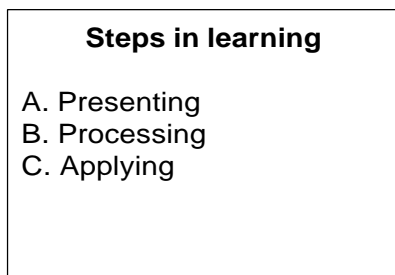 Steps in learning
A. Presenting
B. Processing
C. Applying